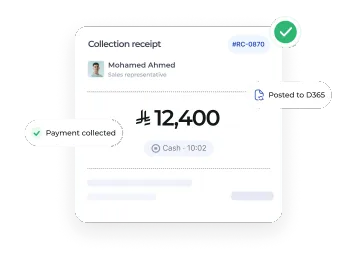 Collection receipt
#RC-0870
Mohamed Ahmed
Sales representative
Posted to D365
⃁ 12,400
Payment collected
Cash · 10:02